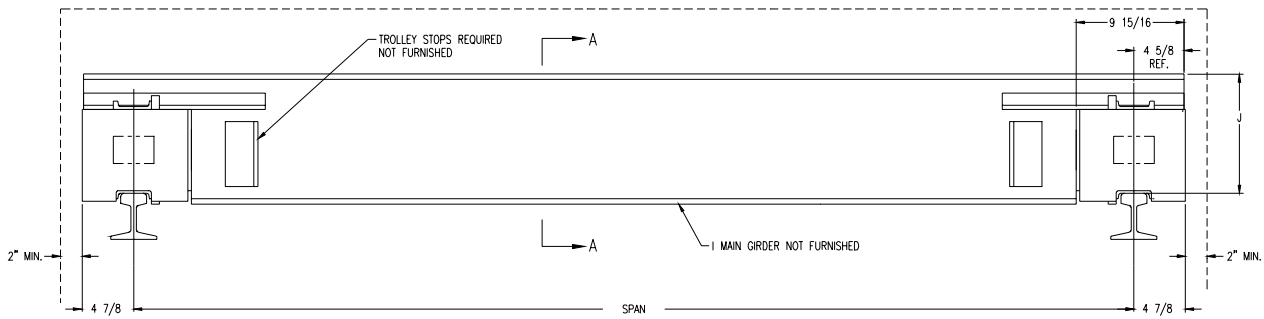 9 15/16
TROLLEY STOPS REQUIRED
NOT FURNISHED
A
4 5/8
REF.
J
A
I MAIN GIRDER NOT FURNISHED
2" MIN.
2" MIN.
4 7/8
SPAN
4 7/8